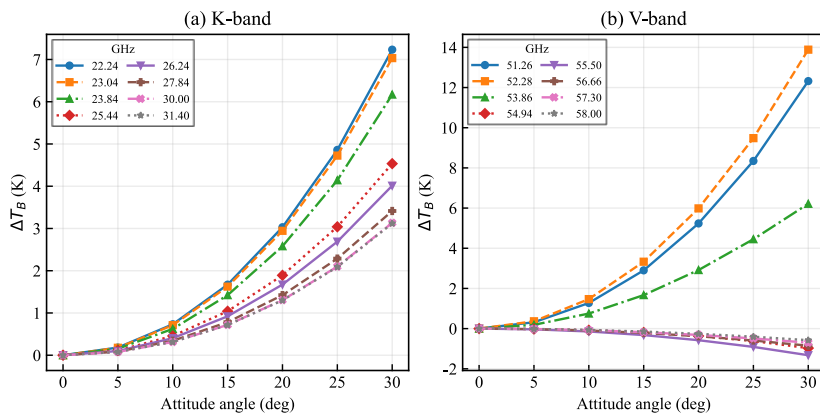 (a) K-band
(b) V-band
GHz
22.24 26.24
23.04 27.84
23.84 30.00
25.44 31.40
GHz
51.26 55.50
52.28 56.66
53.86 57.30
54.94 58.00
7
6
5
4
3
2
1
0
ΔT_B (K)
0 5 10 15 20 25 30
Attitude angle (deg)
14
12
10
8
6
4
2
0
-2
ΔT_B (K)
0 5 10 15 20 25 30
Attitude angle (deg)